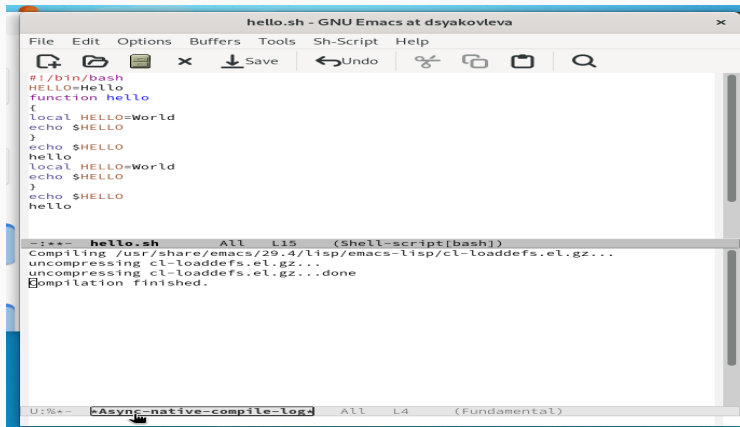 hello.sh - GNU Emacs at dsyakovleva ×
File Edit Options Buffers Tools Sh-Script Help
Save Undo
#!/bin/bash
HELLO=Hello
function hello
{
local HELLO=World
echo $HELLO
}
echo $HELLO
hello
local HELLO=World
echo $HELLO
}
echo $HELLO
hello
-:**- hello.sh All L15 (Shell-script[bash])
Compiling /usr/share/emacs/29.4/lisp/emacs-lisp/cl-loaddefs.el.gz...
uncompressing cl-loaddefs.el.gz...
uncompressing cl-loaddefs.el.gz...done
Compilation finished.
U:%*- *Async-native-compile-log* All L4 (Fundamental)